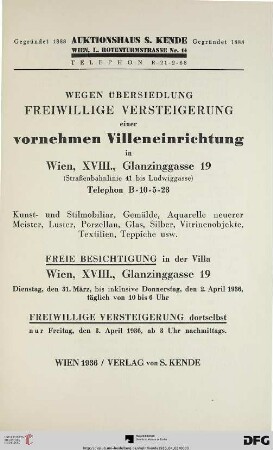 Gegründet 1888 AUKTIONSHAUS S. KENDE Gegründet 1888
WIEN, I., ROTENTURMSTRASSE Nr. 14
TELEPHON R-21-2-68
WEGEN ÜBERSIEDLUNG
FREIWILLIGE VERSTEIGERUNG
einer
vornehmen Villeneinrichtung
in
Wien, XVIII., Glanzinggasse 19
(Straßenbahnlinie 41 bis Ludwiggasse)
Telephon B-10-5-28
Kunst- und Stilmobiliar, Gemälde, Aquarelle neuerer
Meister, Luster, Porzellan, Glas, Silber, Vitrinenobjekte,
Textilien, Teppiche usw.
FREIE BESICHTIGUNG in der Villa
Wien, XVIII., Glanzinggasse 19
Dienstag, den 31. März, bis inklusive Donnerstag, den 2. April 1936,
täglich von 10 bis 6 Uhr
FREIWILLIGE VERSTEIGERUNG dortselbst
nur Freitag, den 3. April 1936, ab 3 Uhr nachmittags.
WIEN 1936 / VERLAG von S. KENDE
DFG